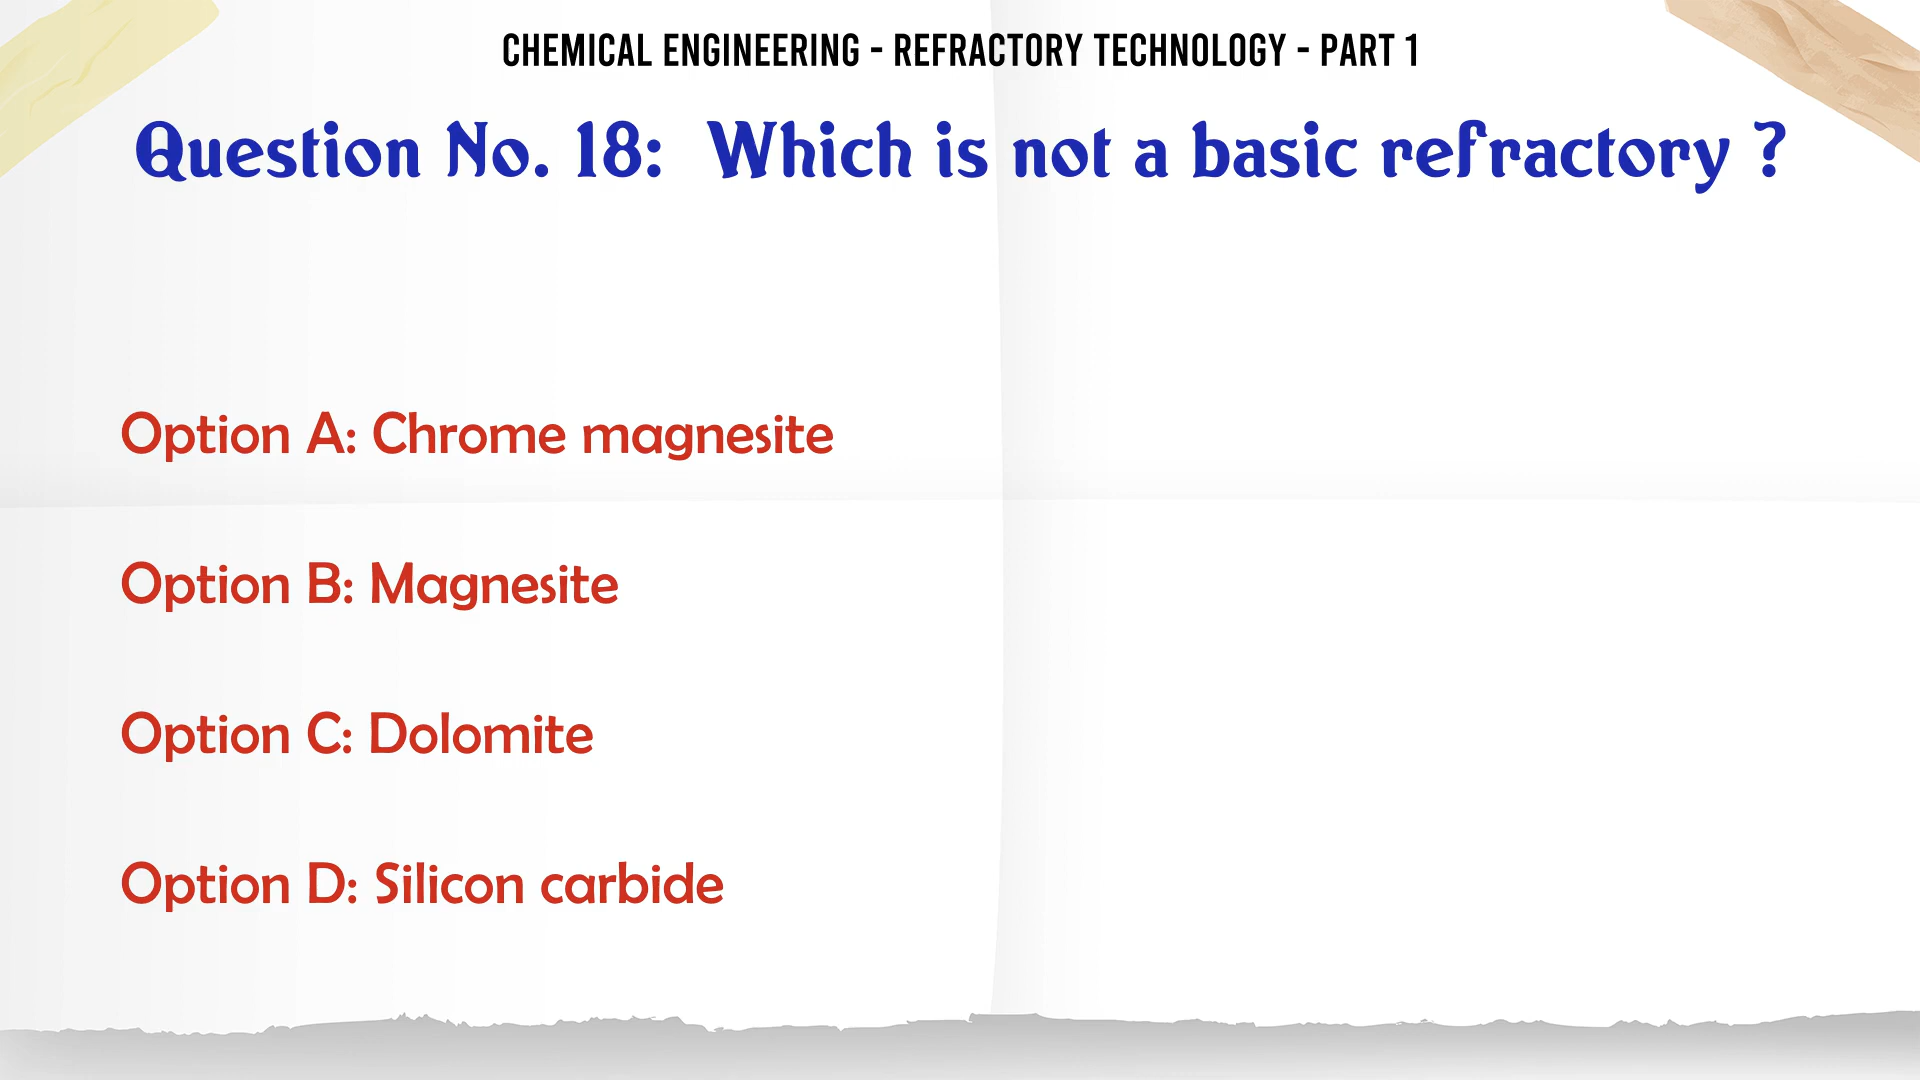 CHEMICAL ENGINEERING - REFRACTORY TECHNOLOGY - PART 1
Question No. 18: Which is not a basic refractory ?
Option A: Chrome magnesite
Option B: Magnesite
Option C: Dolomite
Option D: Silicon carbide